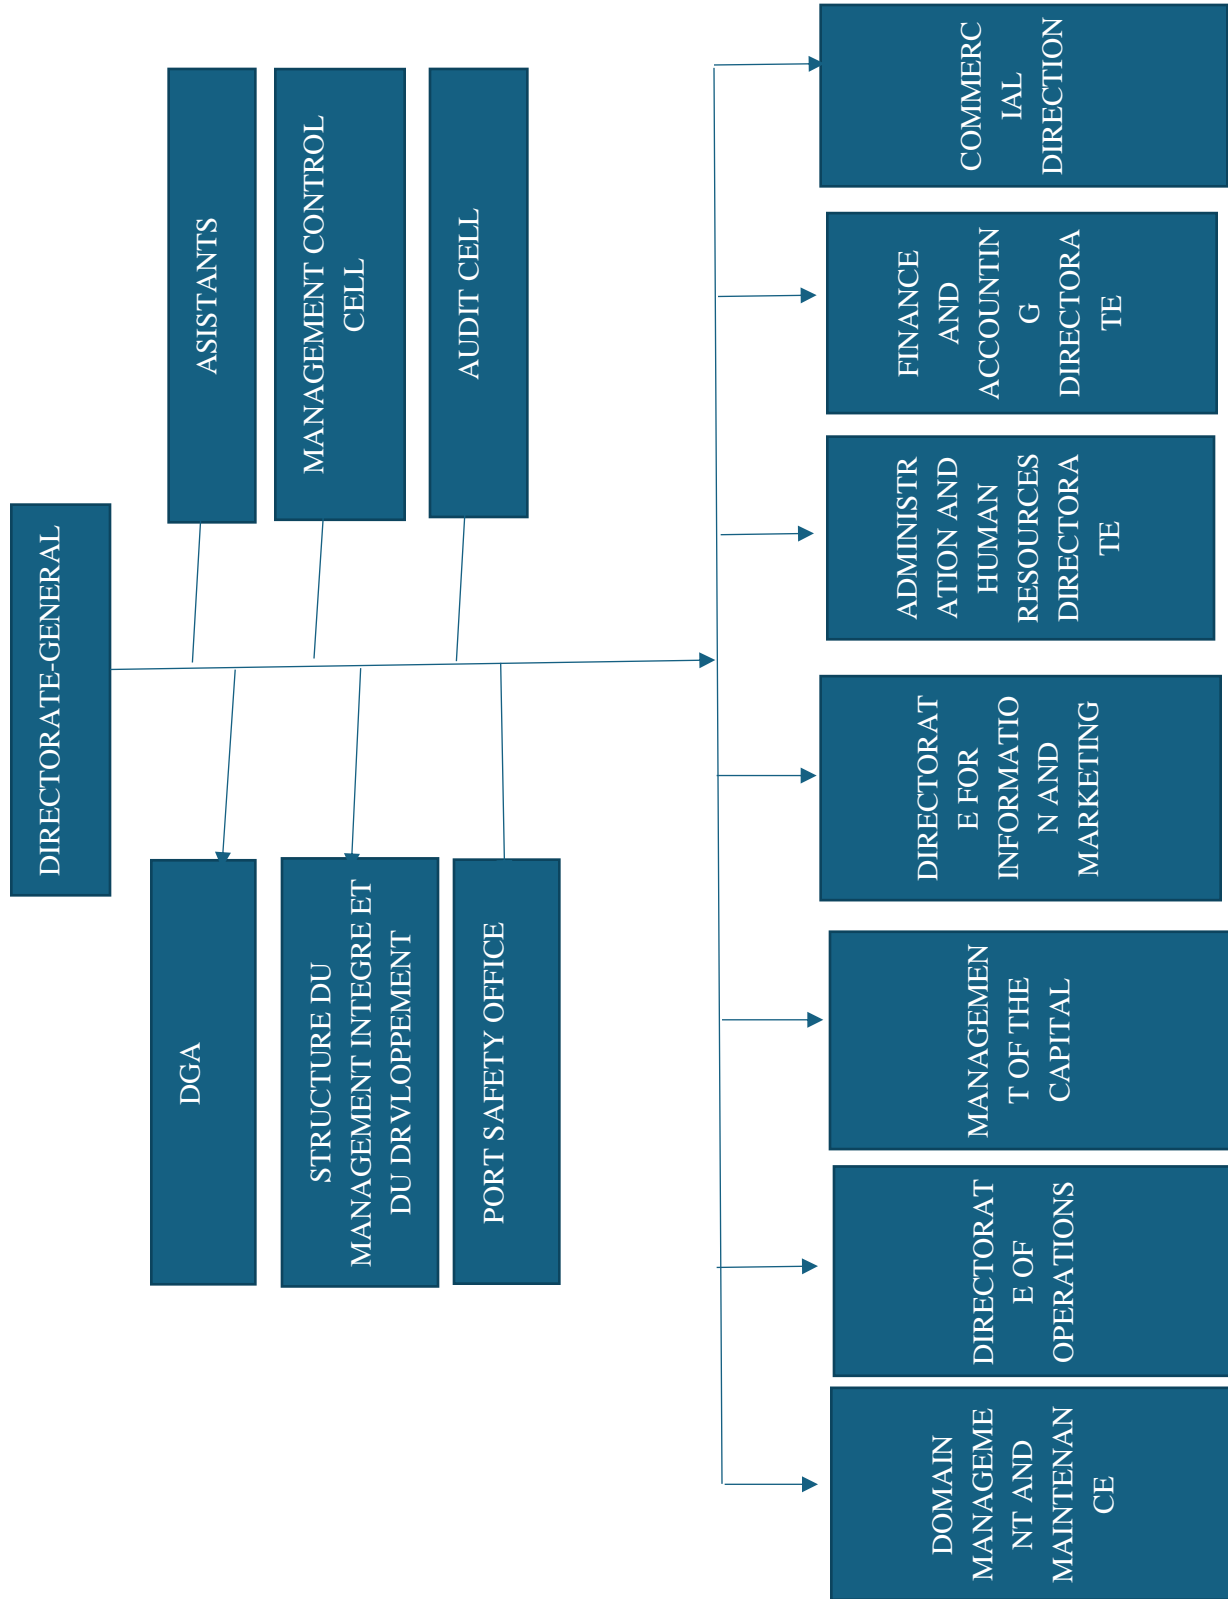 DIRECTORATE-GENERAL
DGA
ASISTANTS
STRUCTURE DU
MANAGEMENT INTEGRE ET
DU DRVLOPPEMENT
MANAGEMENT CONTROL
CELL
PORT SAFETY OFFICE
AUDIT CELL
DOMAIN
MANAGEME
NT AND
MAINTENAN
CE
DIRECTORAT
E OF
OPERATIONS
MANAGEMEN
T OF THE
CAPITAL
DIRECTORAT
E FOR
INFORMATIO
N AND
MARKETING
ADMINISTR
ATION AND
HUMAN
RESOURCES
DIRECTORA
TE
FINANCE
AND
ACCOUNTIN
G
DIRECTORA
TE
COMMERC
IAL
DIRECTION